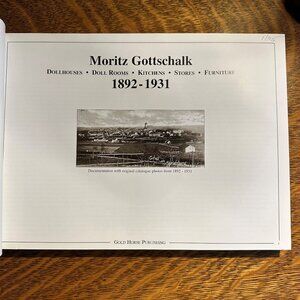 Moritz Gottschalk
DOLLHOUSES • DOLL ROOMS • KITCHENS • STORES • FURNITURE
1892 - 1931
Documentation with original catalogue photos from 1892 - 1931
GOLD HORSE PUBLISHING